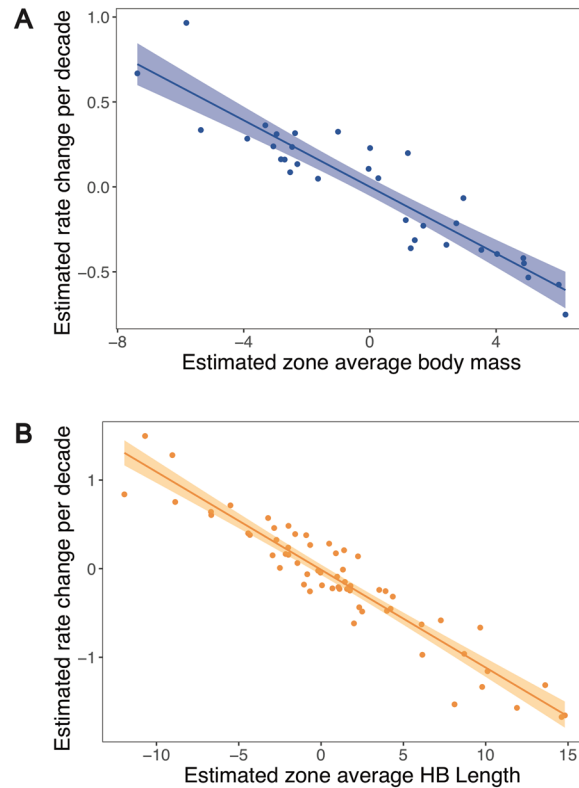 A
Estimated rate change per decade
1.0
0.5
0.0
−0.5
−8
−4
0
4
Estimated zone average body mass
B
Estimated rate change per decade
1
0
−1
−10
−5
0
5
10
15
Estimated zone average HB Length